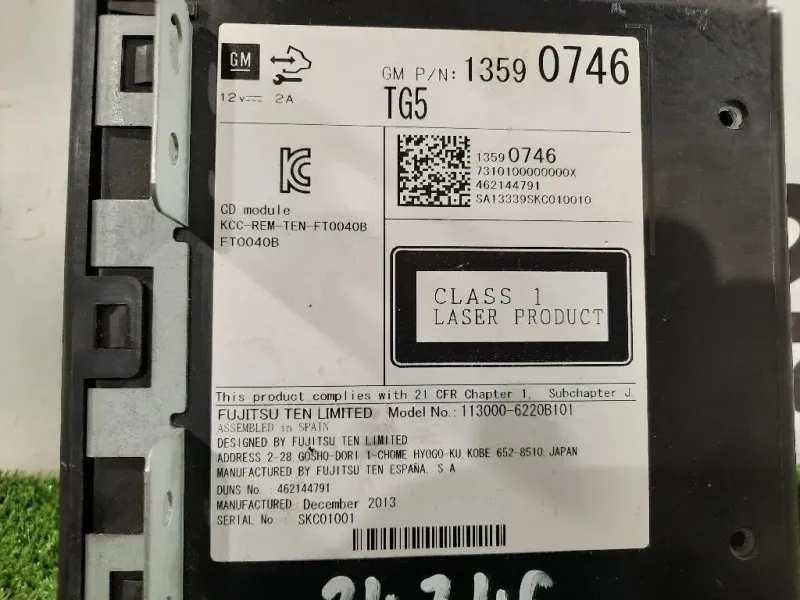 GM
GM P/N: 1359 0746
12V 2A
TG5
1359 0746
7310100000000X
462144791
SA13339SKC010010
CD module
KCC-REM-TEN-FT0040B
FT0040B
CLASS 1
LASER PRODUCT
This product complies with 21 CFR Chapter 1, Subchapter J.
FUJITSU TEN LIMITED Model No.: 113000-6220B101
ASSEMBLED in SPAIN
DESIGNED BY FUJITSU TEN LIMITED
ADDRESS 2-28, GOSHO-DORI 1-CHOME HYOGO-KU, KOBE 652-8510, JAPAN
MANUFACTURED BY FUJITSU TEN ESPAÑA, S.A
DUNS No. 462144791
MANUFACTURED: December 2013
SERIAL No SKC01001